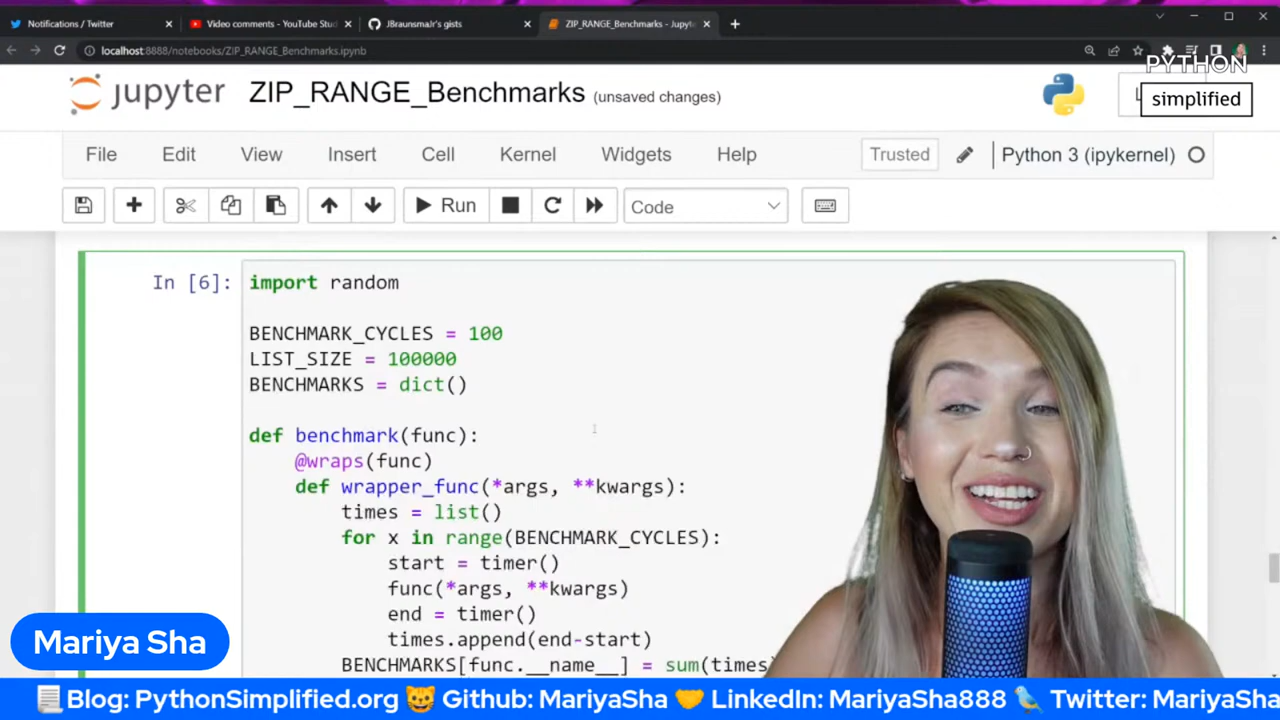 Notifications / Twitter
Video comments - YouTube Stud
JBraunsmaJr's gists
ZIP_RANGE_Benchmarks - Jupyte
localhost:8888/notebooks/ZIP_RANGE_Benchmarks.ipynb
PYTHON
simplified
jupyter ZIP_RANGE_Benchmarks (unsaved changes)
File Edit View Insert Cell Kernel Widgets Help Trusted Python 3 (ipykernel)
Run Code
In [6]:
import random
BENCHMARK_CYCLES = 100
LIST_SIZE = 100000
BENCHMARKS = dict()
def benchmark(func):
@wraps(func)
def wrapper_func(*args, **kwargs):
times = list()
for x in range(BENCHMARK_CYCLES):
start = timer()
func(*args, **kwargs)
end = timer()
times.append(end-start)
BENCHMARKS[func.__name__] = sum(times)
Mariya Sha
📃Blog: PythonSimplified.org 😺 Github: MariyaSha 🤝 LinkedIn: MariyaSha888 🐦 Twitter: MariyaSha